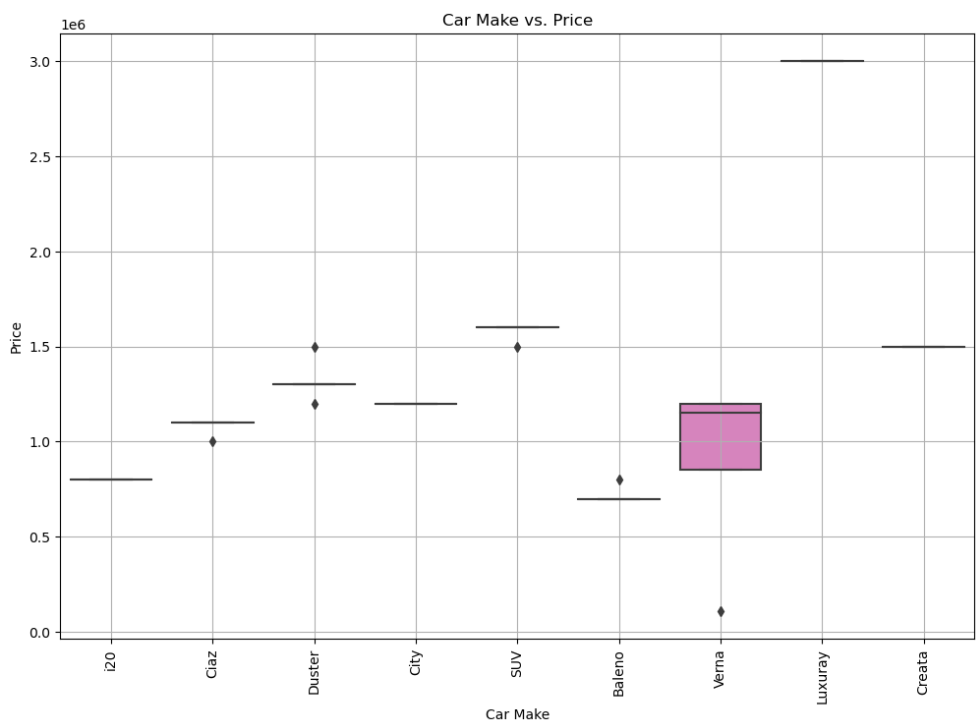 Car Make vs. Price
1e6
3.0
2.5
2.0
1.5
1.0
0.5
0.0
Price
i20
Ciaz
Duster
City
SUV
Baleno
Verna
Luxuray
Creata
Car Make